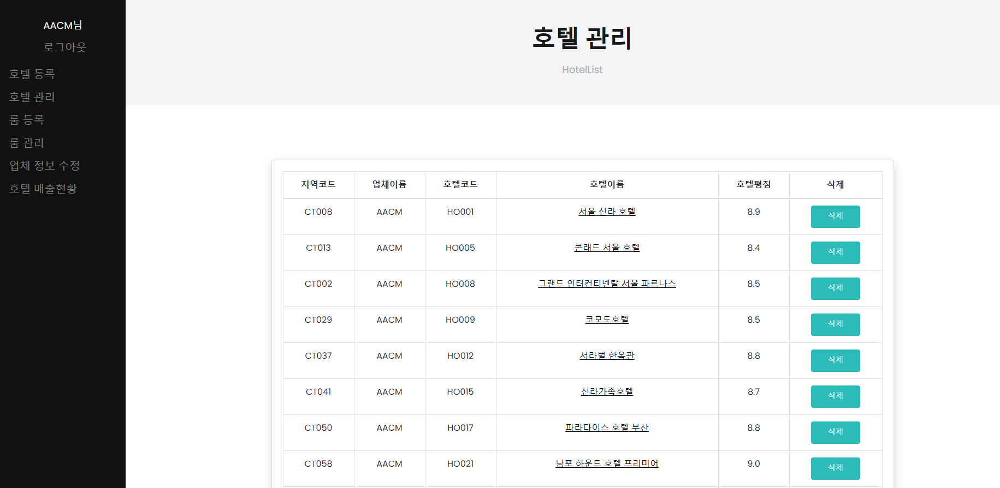 AACM님
로그아웃
호텔 등록
호텔 관리
룸 등록
룸 관리
업체 정보 수정
호텔 매출현황
호텔 관리
HotelList
지역코드 업체이름 호텔코드 호텔이름 호텔평점 삭제
CT008 AACM HO001 서울 신라 호텔 8.9 삭제
CT013 AACM HO005 콘래드 서울 호텔 8.4 삭제
CT002 AACM HO008 그랜드 인터컨티넨탈 서울 파르나스 8.5 삭제
CT029 AACM HO009 코모도호텔 8.5 삭제
CT037 AACM HO012 서라벌 한옥관 8.8 삭제
CT041 AACM HO015 신라가족호텔 8.7 삭제
CT050 AACM HO017 파라다이스 호텔 부산 8.8 삭제
CT058 AACM HO021 남포 하운드 호텔 프리미어 9.0 삭제